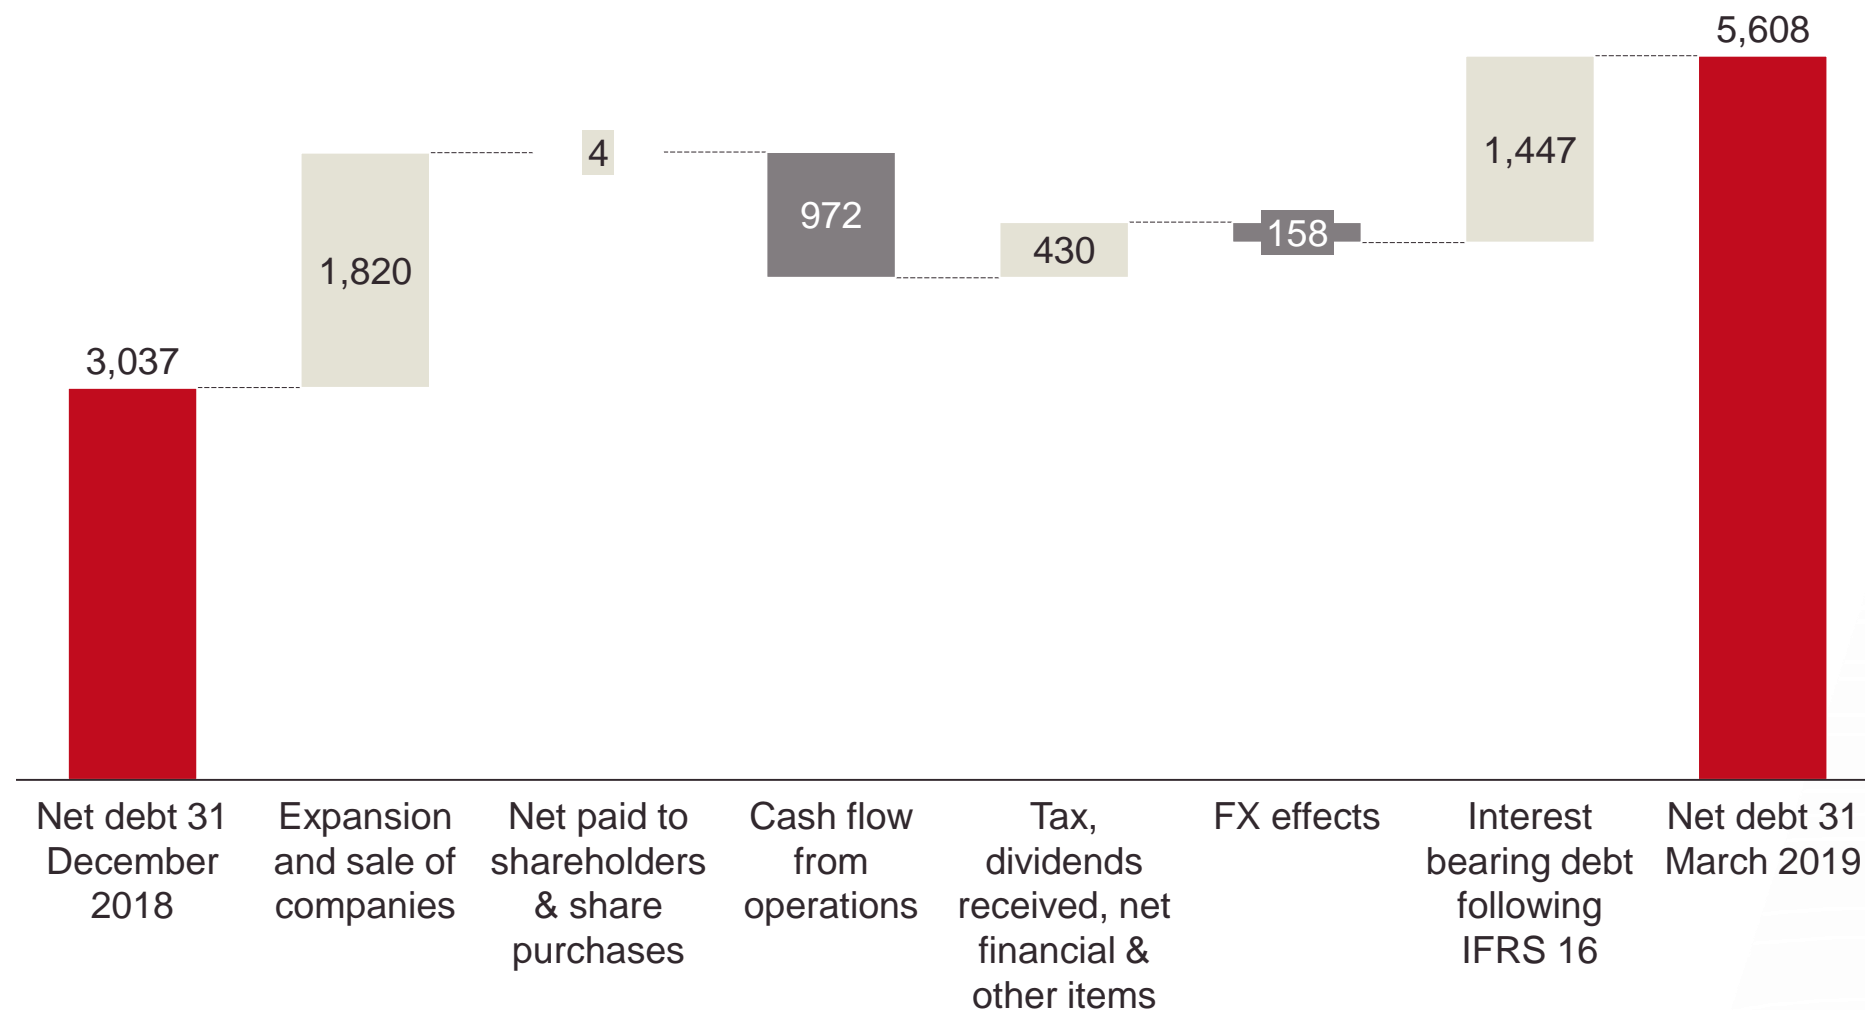 5,608
4
1,447
972
158
430
1,820
3,037
Net debt 31
December
2018
Expansion
and sale of
companies
Net paid to
shareholders
& share
purchases
Cash flow
from
operations
Tax,
dividends
received, net
financial &
other items
FX effects
Interest
bearing debt
following
IFRS 16
Net debt 31
March 2019